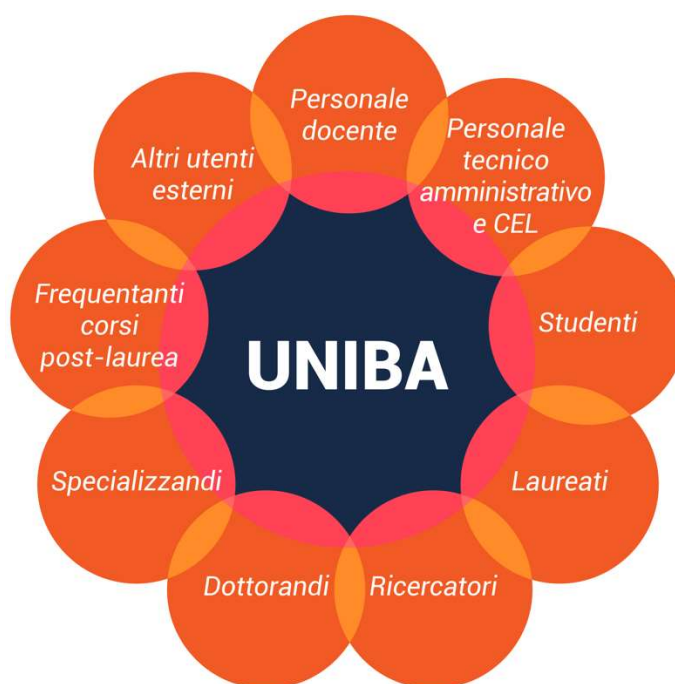 Personale
docente
Personale
tecnico
amministrativo
e CEL
Studenti
Laureati
Ricercatori
Dottorandi
Specializzandi
Frequentanti
corsi
post-laurea
Altri utenti
esterni
UNIBA